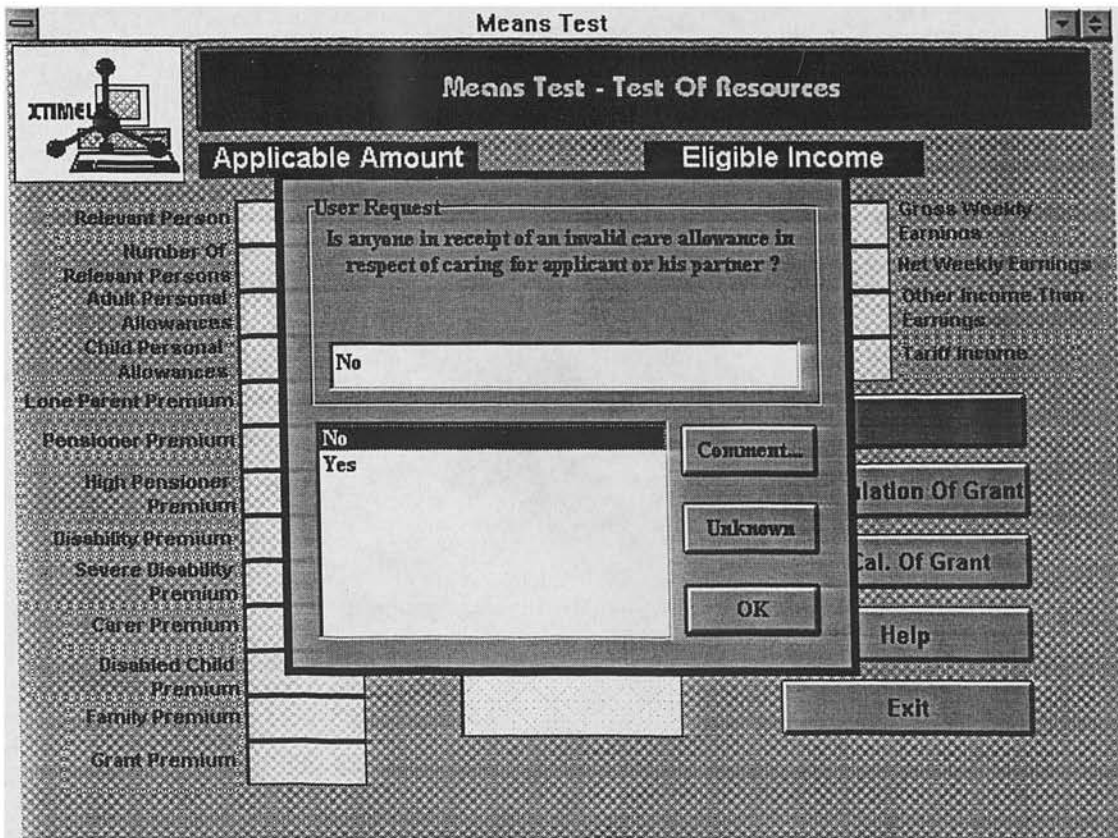 Means Test
XTIMEL
Means Test - Test Of Resources
Applicable Amount
Eligible Income
User Request
Is anyone in receipt of an invalid care allowance in
respect of caring for applicant or his partner ?
No
No
Yes
Comment...
Unknown
OK
Relevant Person
Number Of
Relevant Persons
Adult Personal
Allowances
Child Personal
Allowances
Lone Parent Premium
Pensioner Premium
High Pensioner
Premium
Disability Premium
Severe Disability
Premium
Carer Premium
Disabled Child
Premium
Family Premium
Grant Premium
Gross Weekly
Earnings
Net Weekly Earnings
Other Income Than
Earnings
Tariff Income
lation Of Grant
Cal. Of Grant
Help
Exit